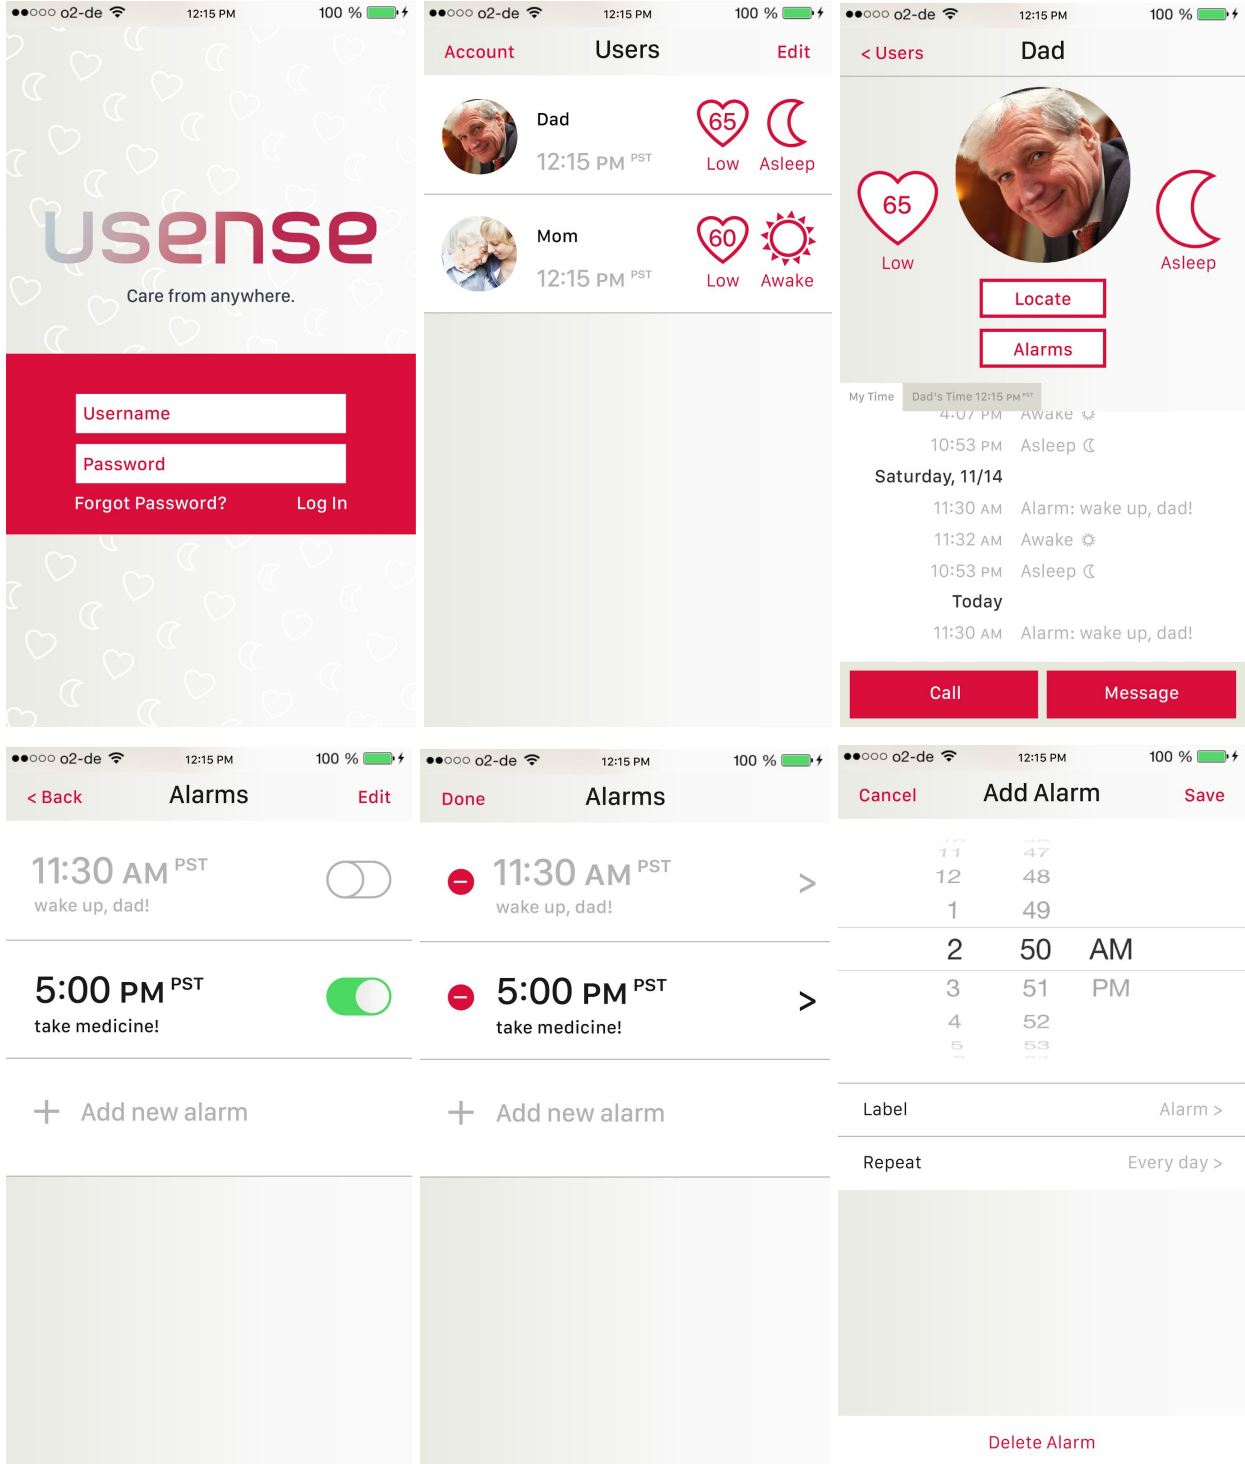 o2-de 12:15 PM 100 %
usense
Care from anywhere.
Username
Password
Forgot Password? Log In
o2-de 12:15 PM 100 %
Account Users Edit
Dad
12:15 PM PST
65
Low
Asleep
Mom
12:15 PM PST
60
Low
Awake
o2-de 12:15 PM 100 %
< Users Dad
65
Low
Asleep
Locate
Alarms
My Time Dad's Time 12:15 PM PST
4:07 PM Awake
10:53 PM Asleep
Saturday, 11/14
11:30 AM Alarm: wake up, dad!
11:32 AM Awake
10:53 PM Asleep
Today
11:30 AM Alarm: wake up, dad!
Call Message
o2-de 12:15 PM 100 %
< Back Alarms Edit
11:30 AM PST
wake up, dad!
5:00 PM PST
take medicine!
+ Add new alarm
o2-de 12:15 PM 100 %
Done Alarms
11:30 AM PST >
wake up, dad!
5:00 PM PST >
take medicine!
+ Add new alarm
o2-de 12:15 PM 100 %
Cancel Add Alarm Save
11 47
12 48
1 49
2 50 AM
3 51 PM
4 52
5 53
Label Alarm >
Repeat Every day >
Delete Alarm